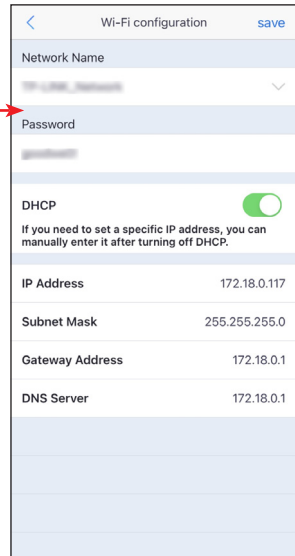 Wi-Fi configuration save
Network Name
Password
DHCP
If you need to set a specific IP address, you can
manually enter it after turning off DHCP.
IP Address 172.18.0.117
Subnet Mask 255.255.255.0
Gateway Address 172.18.0.1
DNS Server 172.18.0.1